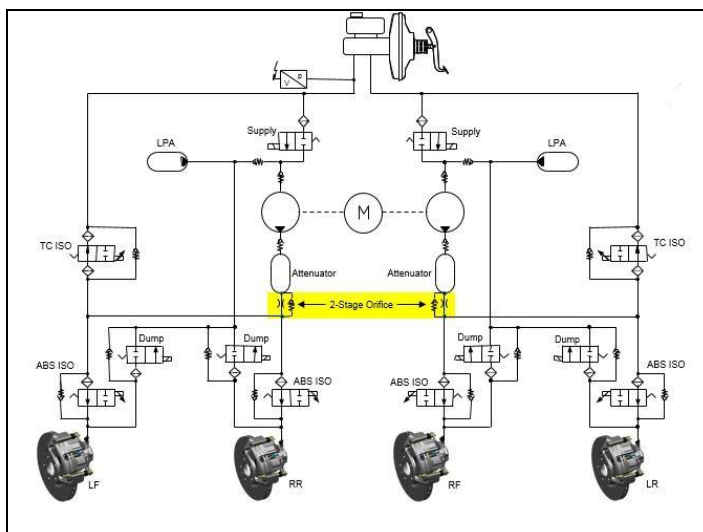 V
p
Supply
Supply
LPA
LPA
M
TC ISO
TC ISO
Attenuator
Attenuator
2-Stage Orifice
Dump
Dump
Dump
Dump
ABS ISO
ABS ISO
ABS ISO
ABS ISO
LF
RR
RF
LR